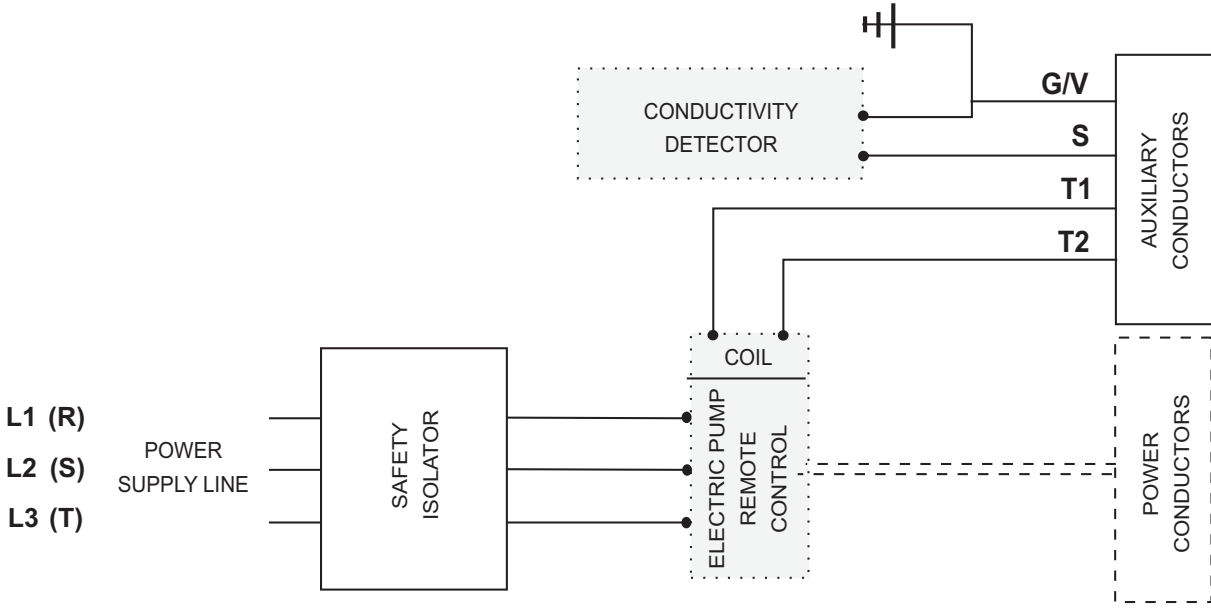 G/V
CONDUCTIVITY
DETECTOR
S
T1
T2
AUXILIARY
CONDUCTORS
COIL
L1 (R)
L2 (S)
L3 (T)
POWER
SUPPLY LINE
SAFETY
ISOLATOR
ELECTRIC PUMP
REMOTE
CONTROL
POWER
CONDUCTORS